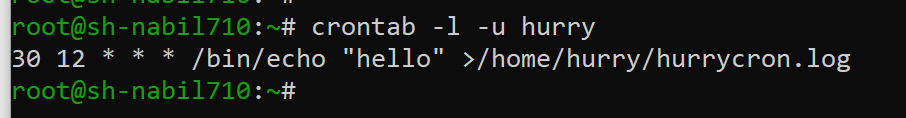 root@sh-nabil710:~# crontab -l -u hurry
30 12 * * * /bin/echo "hello" >/home/hurry/hurrycron.log
root@sh-nabil710:~#